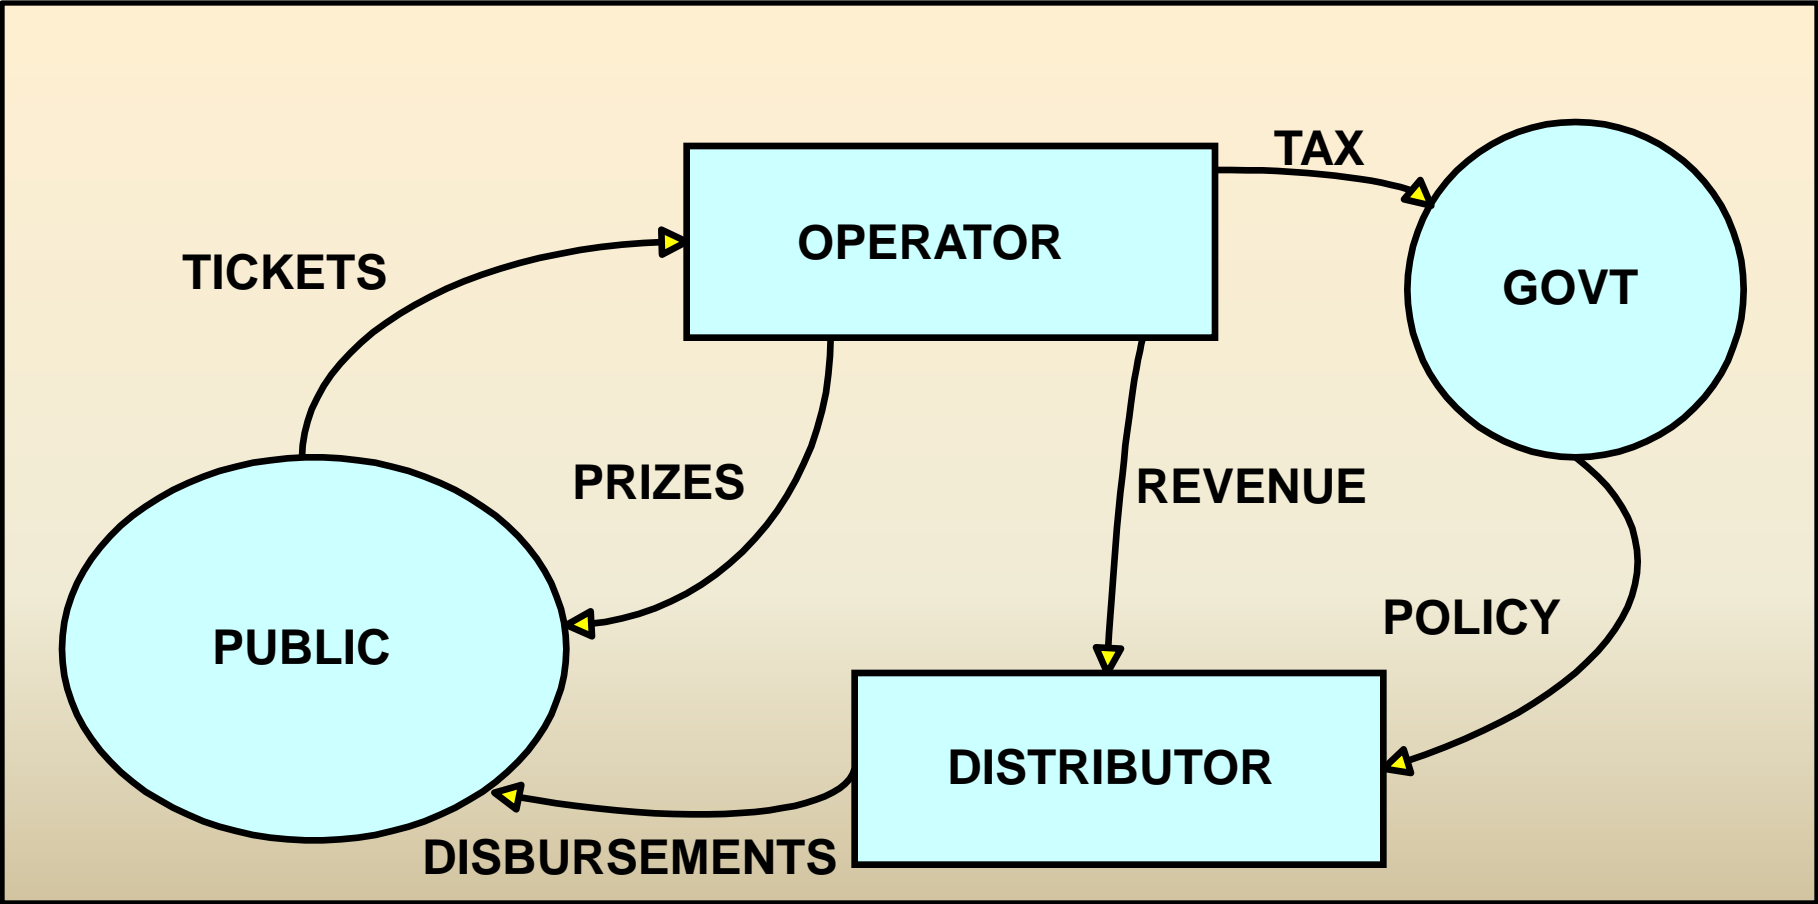 TAX
OPERATOR
TICKETS
GOVT
PRIZES
REVENUE
POLICY
PUBLIC
DISTRIBUTOR
DISBURSEMENTS